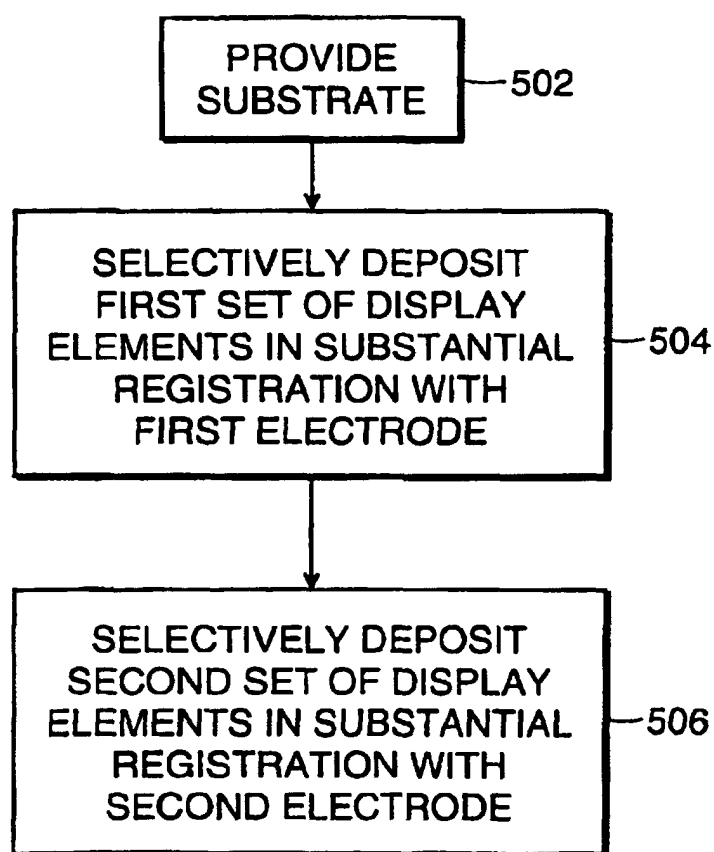 PROVIDE
SUBSTRATE
502
SELECTIVELY DEPOSIT
FIRST SET OF DISPLAY
ELEMENTS IN SUBSTANTIAL
REGISTRATION WITH
FIRST ELECTRODE
504
SELECTIVELY DEPOSIT
SECOND SET OF DISPLAY
ELEMENTS IN SUBSTANTIAL
REGISTRATION WITH
SECOND ELECTRODE
506